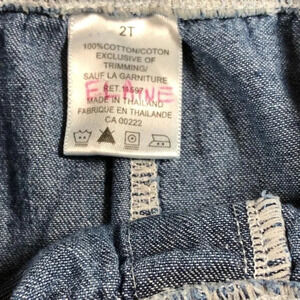 2T
100%COTTON/COTON
EXCLUSIVE OF
TRIMMING/
SAUF LA GARNITURE
RET.
ELAINE
MADE IN THAILAND
FABRIQUE EN THAILANDE
CA 00222